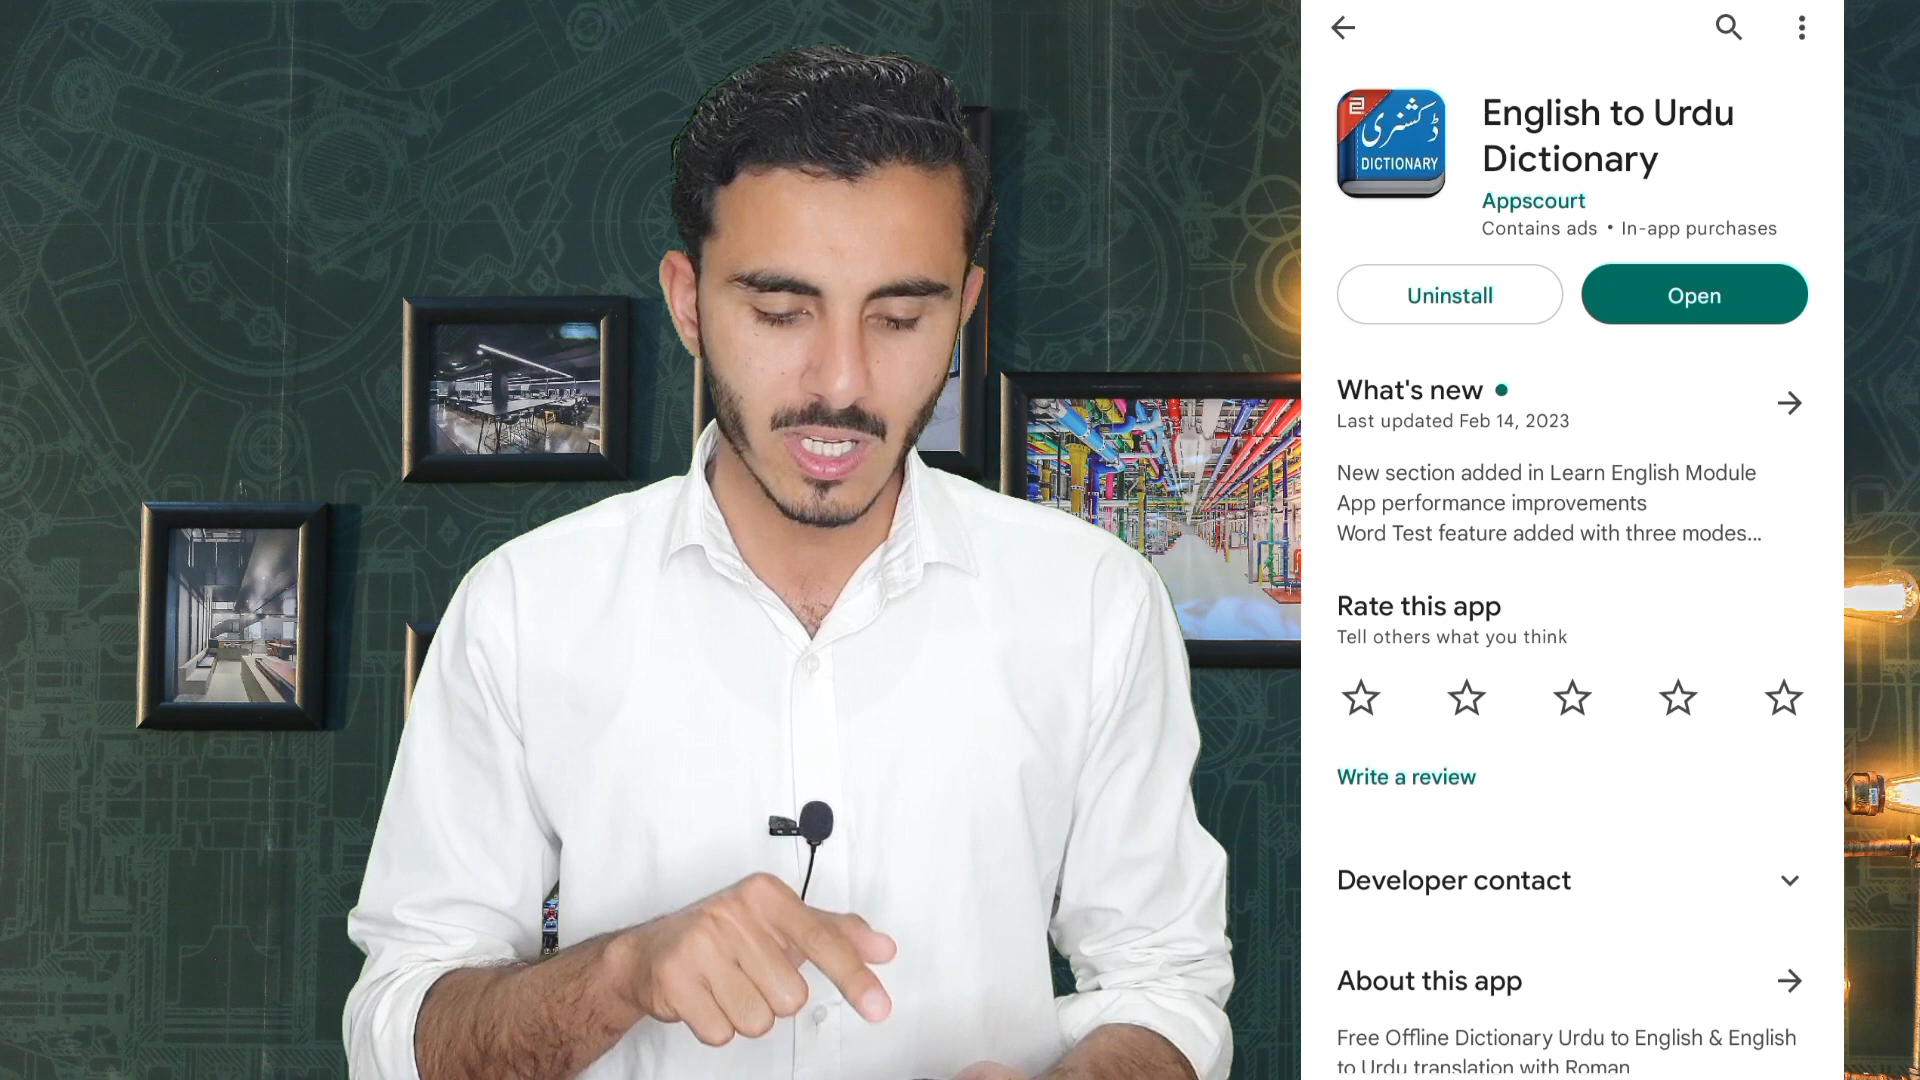 English to Urdu
Dictionary
ڈکشنری
DICTIONARY
Appscourt
Contains ads • In-app purchases
Uninstall
Open
What's new
Last updated Feb 14, 2023
New section added in Learn English Module
App performance improvements
Word Test feature added with three modes...
Rate this app
Tell others what you think
Write a review
Developer contact
About this app
Free Offline Dictionary Urdu to English & English
to Urdu translation with Roman